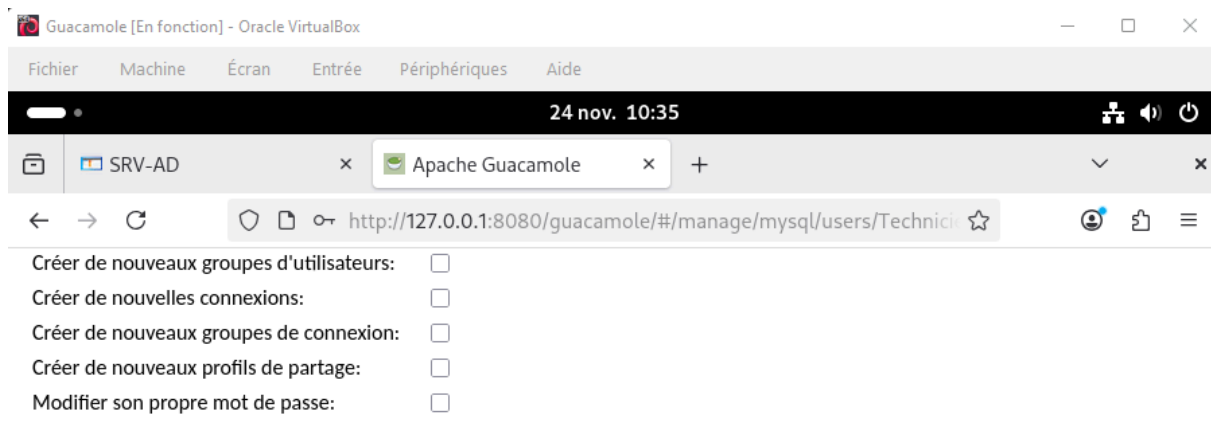 Guacamole [En fonction] - Oracle VirtualBox
Fichier Machine Écran Entrée Périphériques Aide
24 nov. 10:35
SRV-AD Apache Guacamole
http://127.0.0.1:8080/guacamole/#/manage/mysql/users/Technici
Créer de nouveaux groupes d'utilisateurs:
Créer de nouvelles connexions:
Créer de nouveaux groupes de connexion:
Créer de nouveaux profils de partage:
Modifier son propre mot de passe: